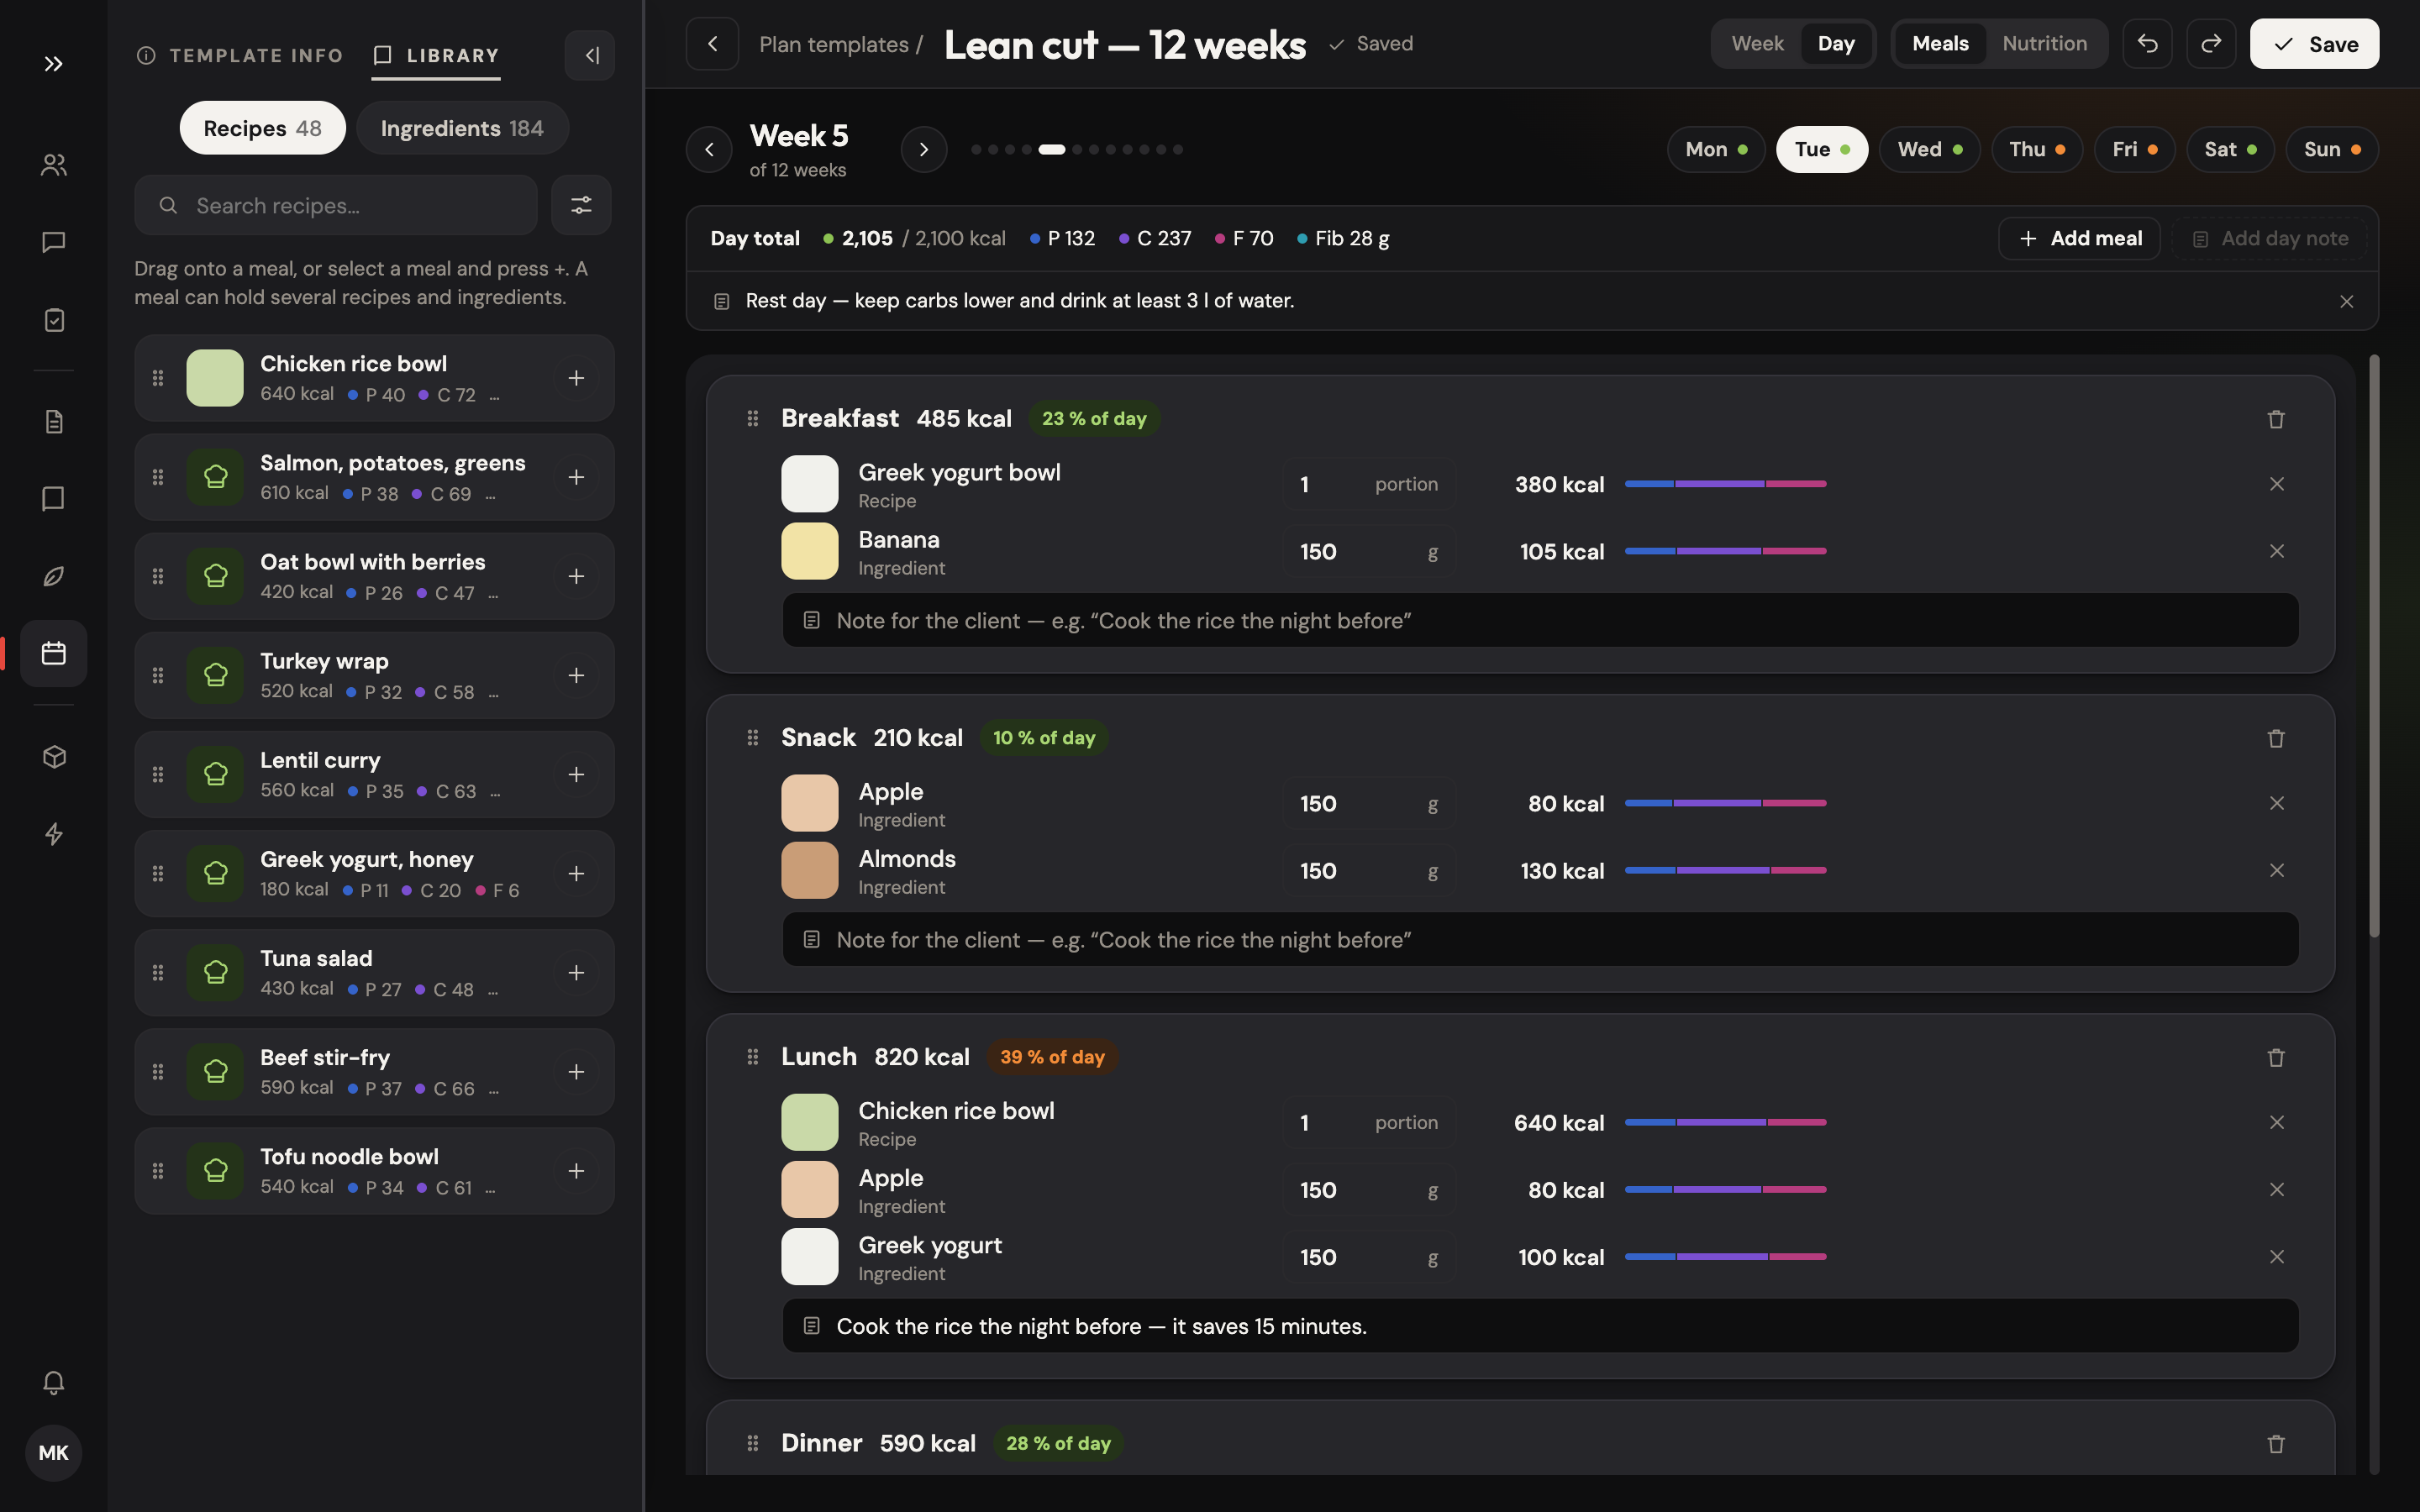 TEMPLATE INFO
LIBRARY
Recipes 48
Ingredients 184
Search recipes...
Drag onto a meal, or select a meal and press +. A
meal can hold several recipes and ingredients.
Chicken rice bowl
640 kcal P 40 C 72 ...
Salmon, potatoes, greens
610 kcal P 38 C 69 ...
Oat bowl with berries
420 kcal P 26 C 47 ...
Turkey wrap
520 kcal P 32 C 58 ...
Lentil curry
560 kcal P 35 C 63 ...
Greek yogurt, honey
180 kcal P 11 C 20 F 6
Tuna salad
430 kcal P 27 C 48 ...
Beef stir-fry
590 kcal P 37 C 66 ...
Tofu noodle bowl
540 kcal P 34 C 61 ...
MK
Plan templates / Lean cut — 12 weeks Saved
Week Day
Meals Nutrition
Save
Week 5
of 12 weeks
Mon Tue Wed Thu Fri Sat Sun
Day total 2,105 / 2,100 kcal P 132 C 237 F 70 Fib 28 g
Add meal
Add day note
Rest day — keep carbs lower and drink at least 3 l of water.
Breakfast 485 kcal 23 % of day
Greek yogurt bowl
Recipe
1 portion 380 kcal
Banana
Ingredient
150 g 105 kcal
Note for the client — e.g. “Cook the rice the night before”
Snack 210 kcal 10 % of day
Apple
Ingredient
150 g 80 kcal
Almonds
Ingredient
150 g 130 kcal
Note for the client — e.g. “Cook the rice the night before”
Lunch 820 kcal 39 % of day
Chicken rice bowl
Recipe
1 portion 640 kcal
Apple
Ingredient
150 g 80 kcal
Greek yogurt
Ingredient
150 g 100 kcal
Cook the rice the night before — it saves 15 minutes.
Dinner 590 kcal 28 % of day